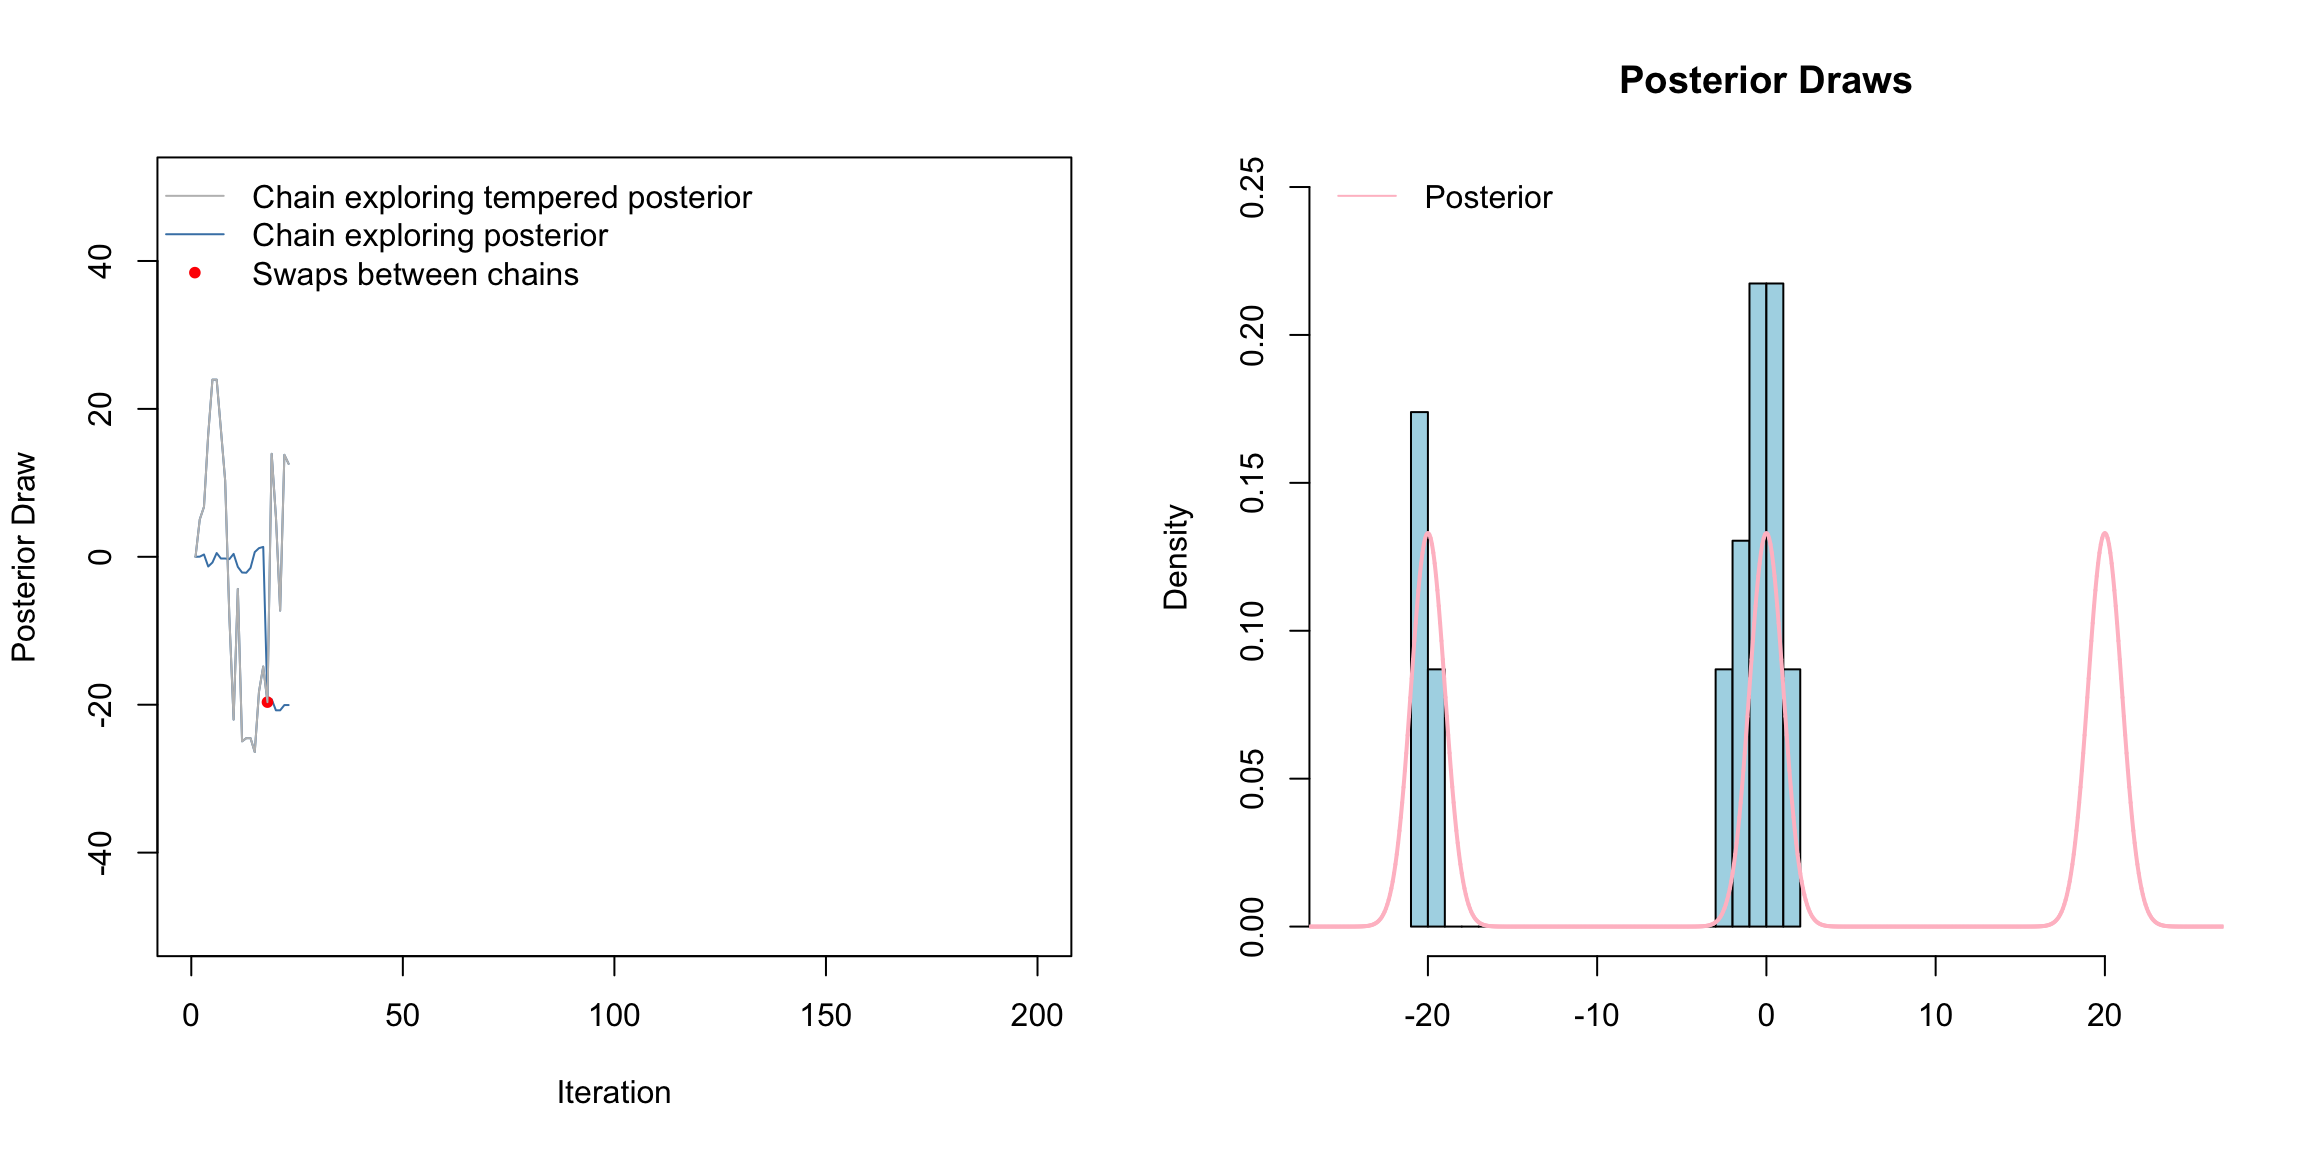 Chain exploring tempered posterior
Chain exploring posterior
Swaps between chains
40
20
0
-20
-40
Posterior Draw
0 50 100 150 200
Iteration
Posterior Draws
Posterior
0.25
0.20
0.15
0.10
0.05
0.00
Density
-20 -10 0 10 20